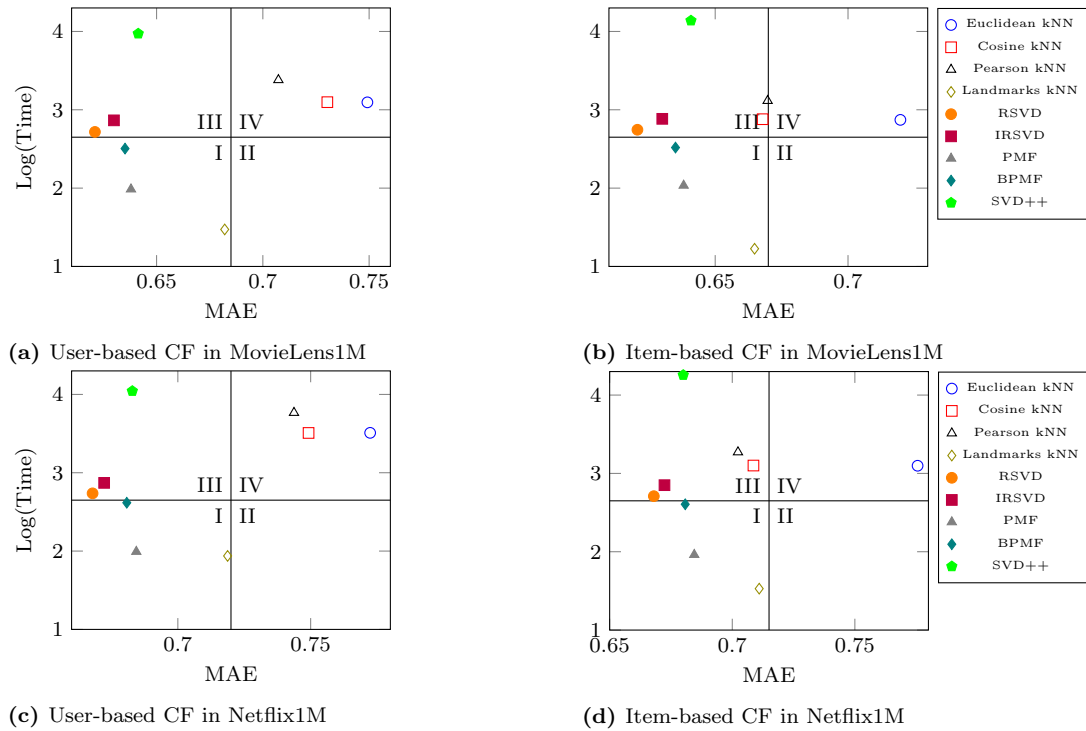 4
3
2
1
Log(Time)
III IV
I II
0.65 0.7 0.75
MAE
(a) User-based CF in MovieLens1M
4
3
2
1
III IV
I II
0.65 0.7
MAE
(b) Item-based CF in MovieLens1M
Euclidean kNN
Cosine kNN
Pearson kNN
Landmarks kNN
RSVD
IRSVD
PMF
BPMF
SVD++
4
3
2
1
Log(Time)
III IV
I II
0.7 0.75
MAE
(c) User-based CF in Netflix1M
4
3
2
1
III IV
I II
0.65 0.7 0.75
MAE
(d) Item-based CF in Netflix1M
Euclidean kNN
Cosine kNN
Pearson kNN
Landmarks kNN
RSVD
IRSVD
PMF
BPMF
SVD++